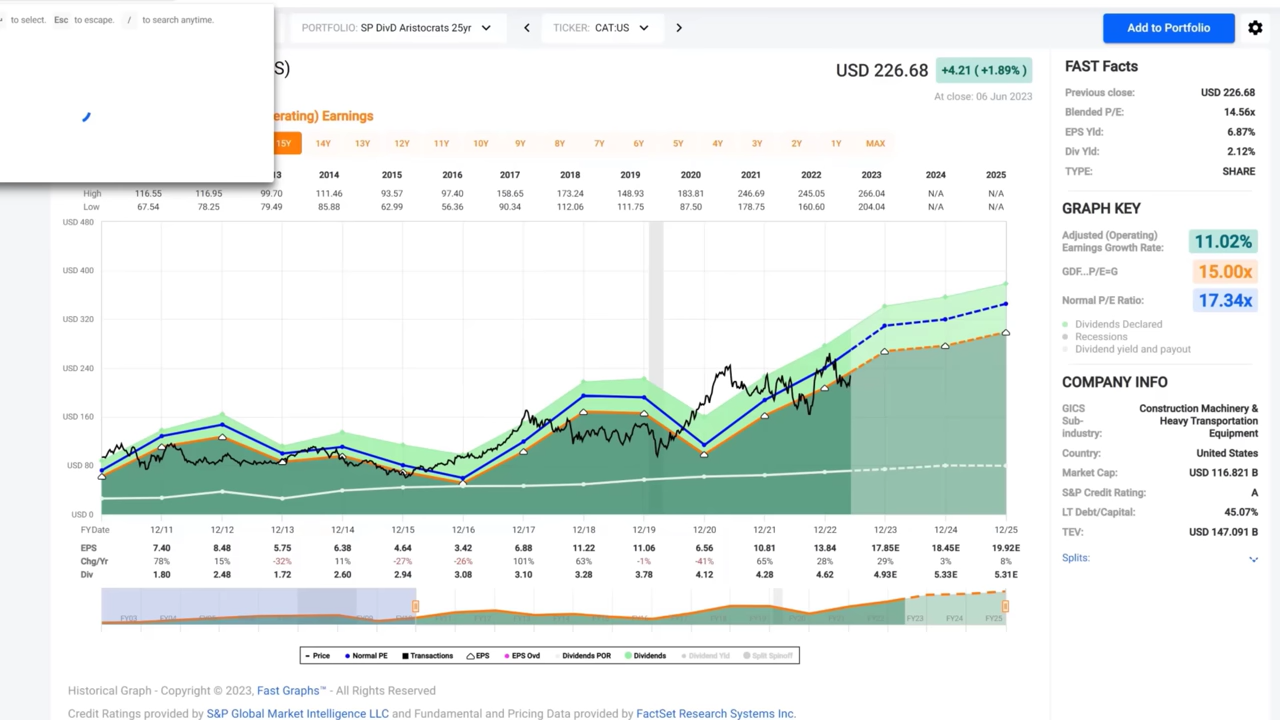 to select. Esc to escape. / to search anytime.
PORTFOLIO: SP DivD Aristocrats 25yr
TICKER: CAT:US
Add to Portfolio
S)
USD 226.68 +4.21 ( +1.89% )
At close: 06 Jun 2023
erating) Earnings
15Y 14Y 13Y 12Y 11Y 10Y 9Y 8Y 7Y 6Y 5Y 4Y 3Y 2Y 1Y MAX
13 2014 2015 2016 2017 2018 2019 2020 2021 2022 2023 2024 2025
High 116.55 116.95 99.70 111.46 93.57 97.40 158.65 173.24 148.93 183.81 246.69 245.05 266.04 N/A N/A
Low 67.54 78.25 79.49 85.88 62.99 56.36 90.34 112.06 111.75 87.50 178.75 160.60 204.04 N/A N/A
USD 480
USD 400
USD 320
USD 240
USD 160
USD 80
USD 0
FYDate 12/11 12/12 12/13 12/14 12/15 12/16 12/17 12/18 12/19 12/20 12/21 12/22 12/23 12/24 12/25
EPS 7.40 8.48 5.75 6.38 4.64 3.42 6.88 11.22 11.06 6.56 10.81 13.84 17.85E 18.45E 19.92E
Chg/Yr 78% 15% -32% 11% -27% -26% 101% 63% -1% -41% 65% 28% 29% 3% 8%
Div 1.80 2.48 1.72 2.60 2.94 3.08 3.10 3.28 3.78 4.12 4.28 4.62 4.93E 5.33E 5.31E
FY03 FY04 FY23 FY24 FY25
Price Normal PE Transactions EPS EPS Ovd Dividends POR Dividends Dividend Yld Split Spinoff
Historical Graph - Copyright © 2023, Fast Graphs™ - All Rights Reserved
Credit Ratings provided by S&P Global Market Intelligence LLC and Fundamental and Pricing Data provided by FactSet Research Systems Inc.
FAST Facts
Previous close: USD 226.68
Blended P/E: 14.56x
EPS Yld: 6.87%
Div Yld: 2.12%
TYPE: SHARE
GRAPH KEY
Adjusted (Operating)
Earnings Growth Rate: 11.02%
GDF...P/E=G 15.00x
Normal P/E Ratio: 17.34x
Dividends Declared
Recessions
Dividend yield and payout
COMPANY INFO
GICS Construction Machinery &
Sub- Heavy Transportation
industry: Equipment
Country: United States
Market Cap: USD 116.821 B
S&P Credit Rating: A
LT Debt/Capital: 45.07%
TEV: USD 147.091 B
Splits: